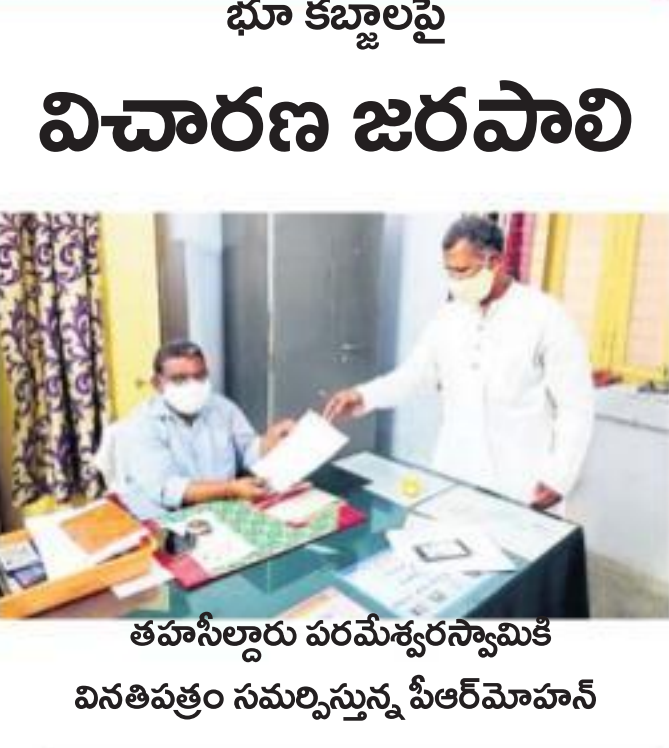 భూ కబ్జాలపై
విచారణ జరపాలి
తహసీల్దారు పరమేశ్వరస్వామికి
వినతిపత్రం సమర్పిస్తున్న పీఆర్‌మోహన్